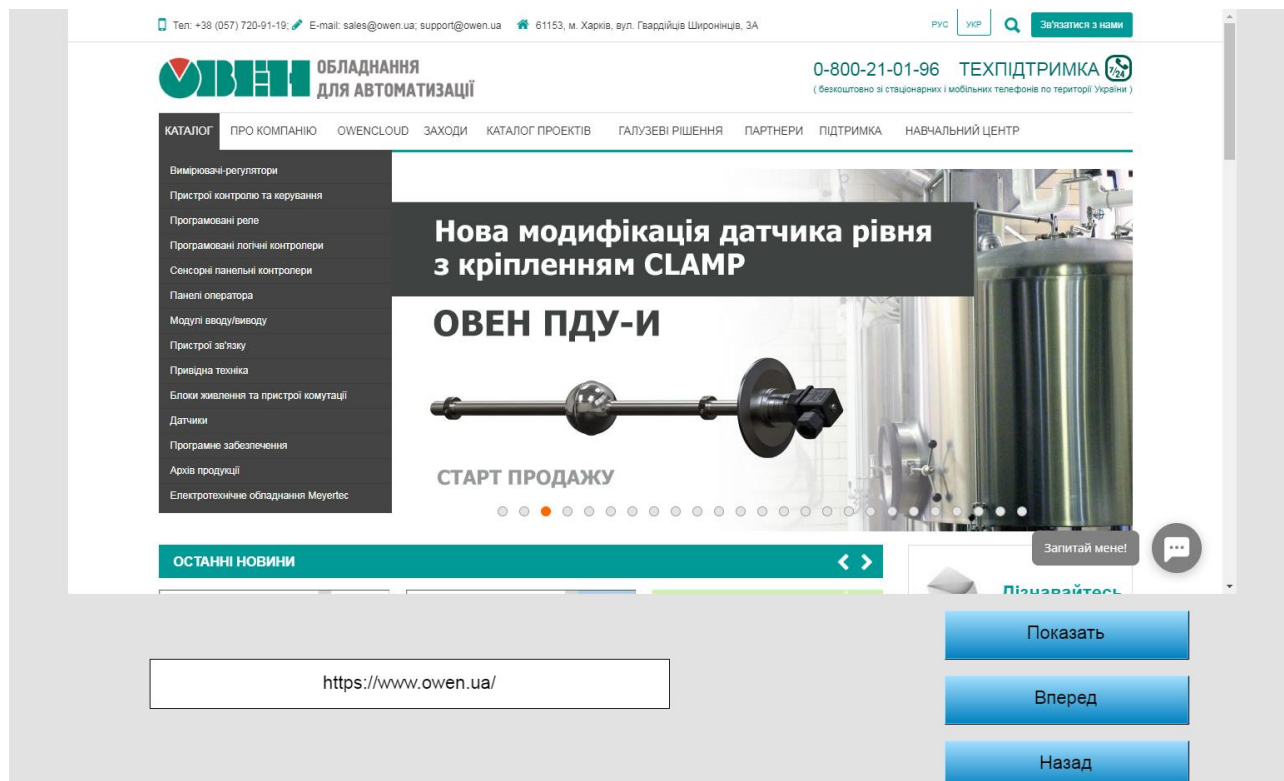 Тел: +38 (057) 720-91-19; E-mail: sales@owen.ua; support@owen.ua 61153, м. Харків, вул. Гвардійців Широнінців, 3А РУС УКР Зв'язатися з нами
ОВЕН ОБЛАДНАННЯ
ДЛЯ АВТОМАТИЗАЦІЇ
0-800-21-01-96 ТЕХПІДТРИМКА 7/24
( безкоштовно зі стаціонарних і мобільних телефонів по території України )
КАТАЛОГ ПРО КОМПАНІЮ OWENCLOUD ЗАХОДИ КАТАЛОГ ПРОЕКТІВ ГАЛУЗЕВІ РІШЕННЯ ПАРТНЕРИ ПІДТРИМКА НАВЧАЛЬНИЙ ЦЕНТР
Вимірювачі-регулятори
Пристрої контролю та керування
Програмовані реле
Програмовані логічні контролери
Сенсорні панельні контролери
Панелі оператора
Модулі вводу/виводу
Пристрої зв'язку
Привідна техніка
Блоки живлення та пристрої комутації
Датчики
Програмне забезпечення
Архів продукції
Електротехнічне обладнання Meyertec
Нова модифікація датчика рівня
з кріпленням CLAMP
ОВЕН ПДУ-И
СТАРТ ПРОДАЖУ
ОСТАННІ НОВИНИ
Запитай мене!
Дізнавайтесь
Показать
https://www.owen.ua/
Вперед
Назад